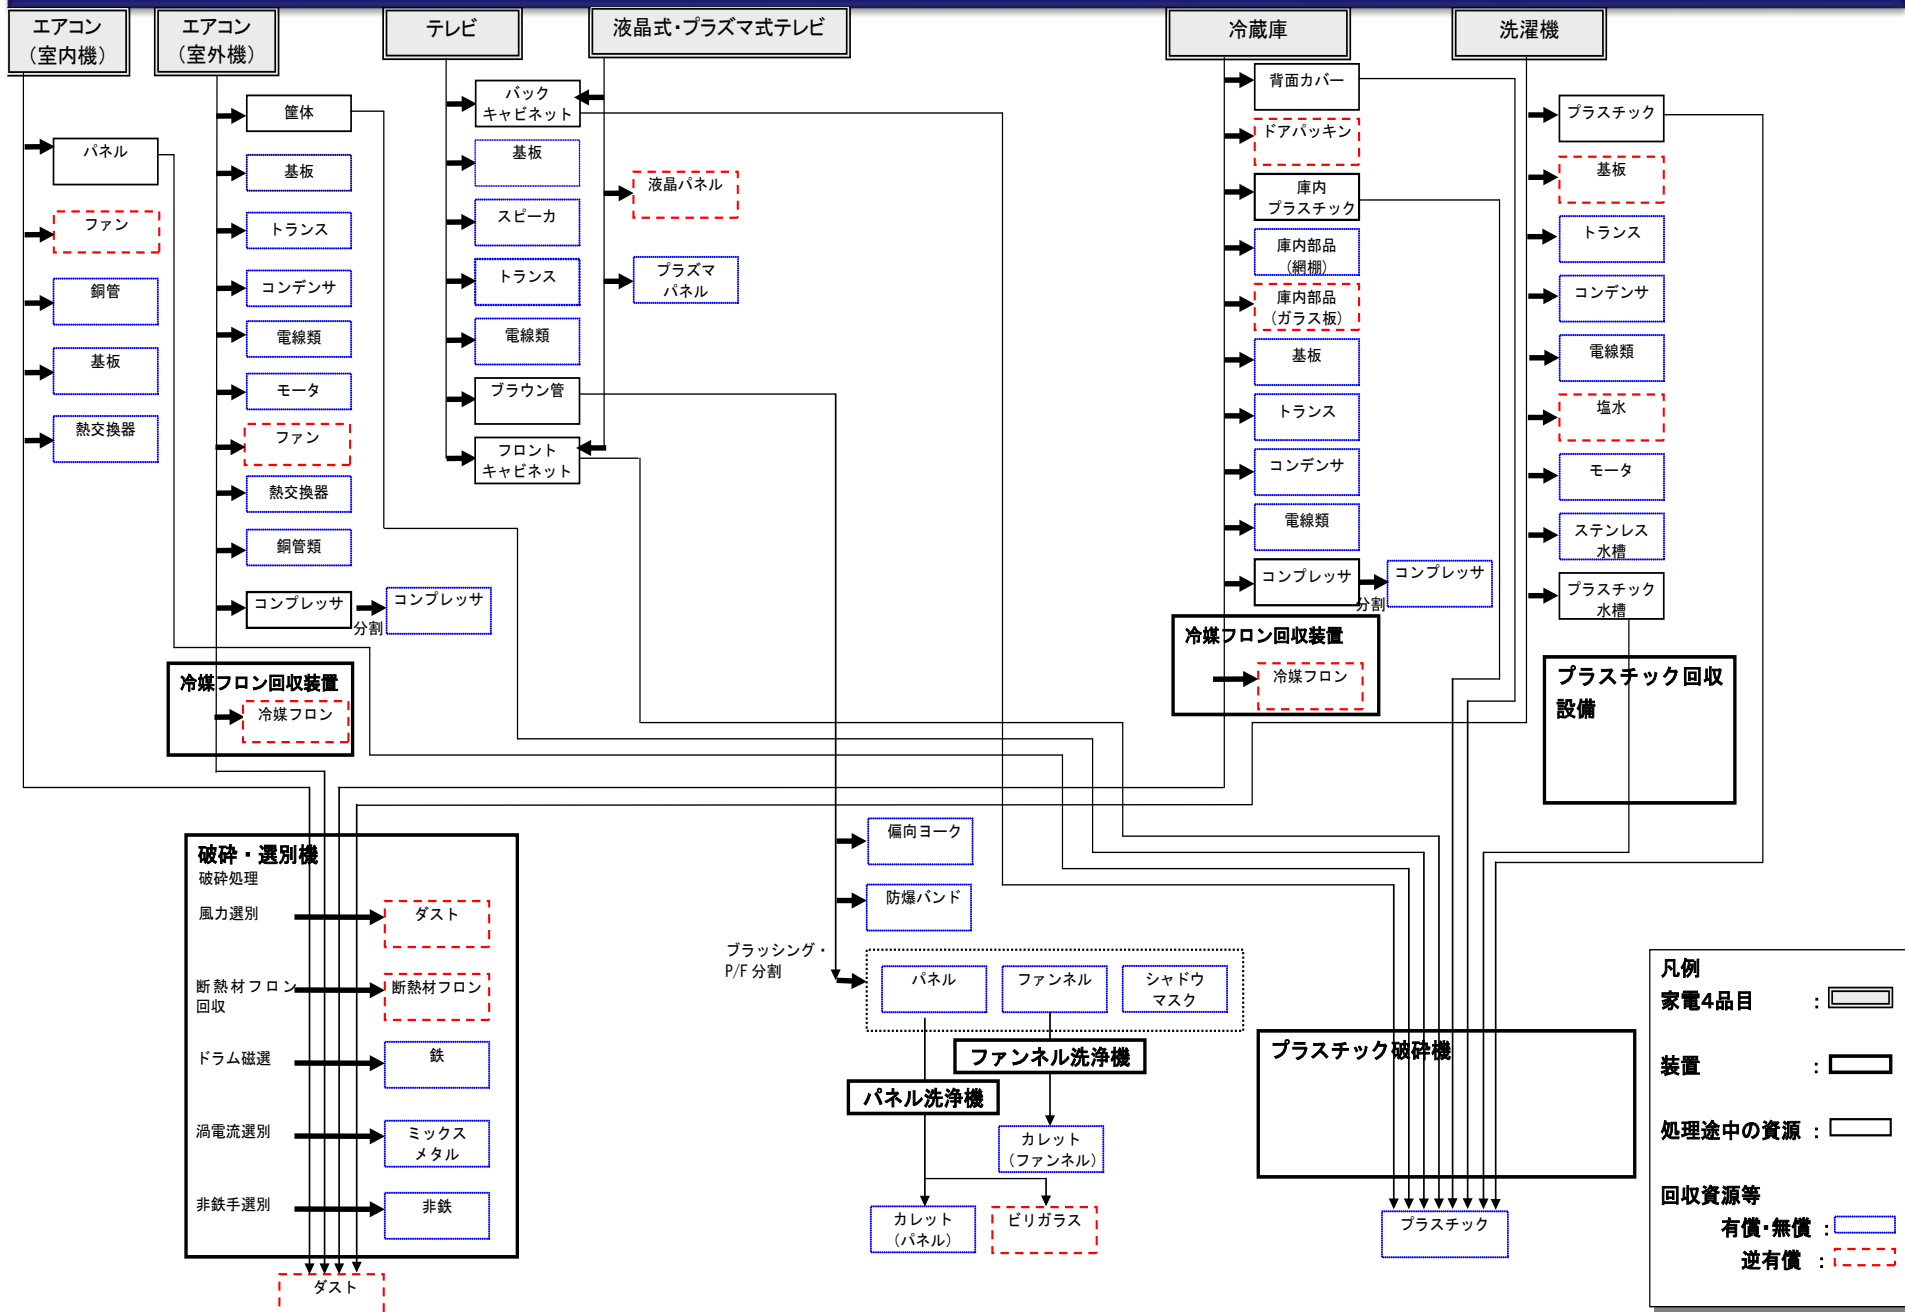 エアコン
（室内機）
エアコン
（室外機）
テレビ
液晶式・プラズマ式テレビ
冷蔵庫
洗濯機
パネル
ファン
銅管
基板
熱交換器
筐体
基板
トランス
コンデンサ
電線類
モータ
ファン
熱交換器
銅管類
コンプレッサ
分割
コンプレッサ
冷媒フロン回収装置
冷媒フロン
バック
キャビネット
基板
スピーカ
トランス
電線類
ブラウン管
フロント
キャビネット
液晶パネル
プラズマ
パネル
背面カバー
ドアパッキン
庫内
プラスチック
庫内部品
（網棚）
庫内部品
（ガラス板）
基板
トランス
コンデンサ
電線類
コンプレッサ
分割
コンプレッサ
冷媒フロン回収装置
冷媒フロン
プラスチック
基板
トランス
コンデンサ
電線類
塩水
モータ
ステンレス
水槽
プラスチック
水槽
プラスチック回収
設備
破砕・選別機
破砕処理
風力選別
ダスト
断熱材フロン
回収
断熱材フロン
ドラム磁選
鉄
渦電流選別
ミックス
メタル
非鉄手選別
非鉄
ダスト
偏向ヨーク
防爆バンド
ブラッシング・
P/F 分割
パネル
ファンネル
シャドウ
マスク
ファンネル洗浄機
パネル洗浄機
カレット
（ファンネル）
カレット
（パネル）
ビリガラス
プラスチック破砕機
プラスチック
凡例
家電4品目 :
装置 :
処理途中の資源 :
回収資源等
有償・無償 :
逆有償 :